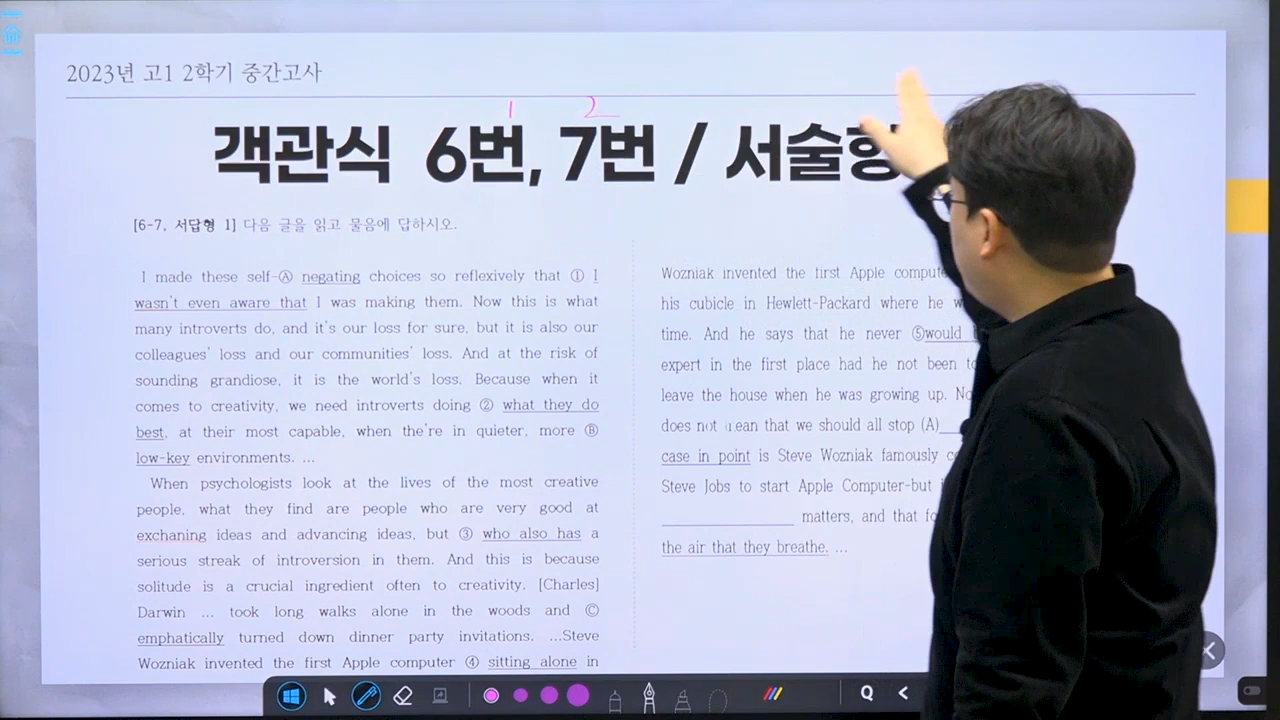 2023년 고1 2학기 중간고사
1 2
객관식 6번, 7번 / 서술형
[6-7, 서답형 1] 다음 글을 읽고 물음에 답하시오.
I made these self-Ⓐ negating choices so reflexively that ① I
wasn't even aware that I was making them. Now this is what
many introverts do, and it's our loss for sure, but it is also our
colleagues' loss and our communities' loss. And at the risk of
sounding grandiose, it is the world's loss. Because when it
comes to creativity, we need introverts doing ② what they do
best, at their most capable, when the're in quieter, more Ⓑ
low-key environments. ...
When psychologists look at the lives of the most creative
people, what they find are people who are very good at
exchaning ideas and advancing ideas, but ③ who also has a
serious streak of introversion in them. And this is because
solitude is a crucial ingredient often to creativity. [Charles]
Darwin ... took long walks alone in the woods and Ⓒ
emphatically turned down dinner party invitations. ...Steve
Wozniak invented the first Apple computer ④ sitting alone in
Wozniak invented the first Apple
his cubicle in Hewlett-Packard where he
time. And he says that he never ⑤would
expert in the first place had he not been
leave the house when he was growing up.
does not mean that we should all stop (A)
case in point is Steve Wozniak famously
Steve Jobs to start Apple Computer-but
matters, and that
the air that they breathe. ...